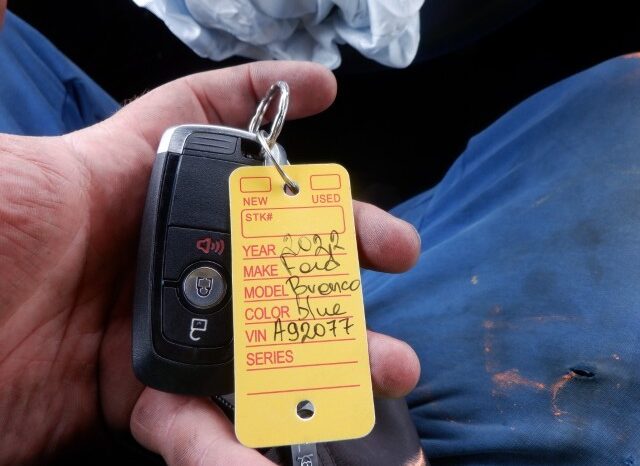 NEW USED
STK#
YEAR 2022
MAKE Ford
MODEL Bronco
COLOR blue
VIN A92077
SERIES